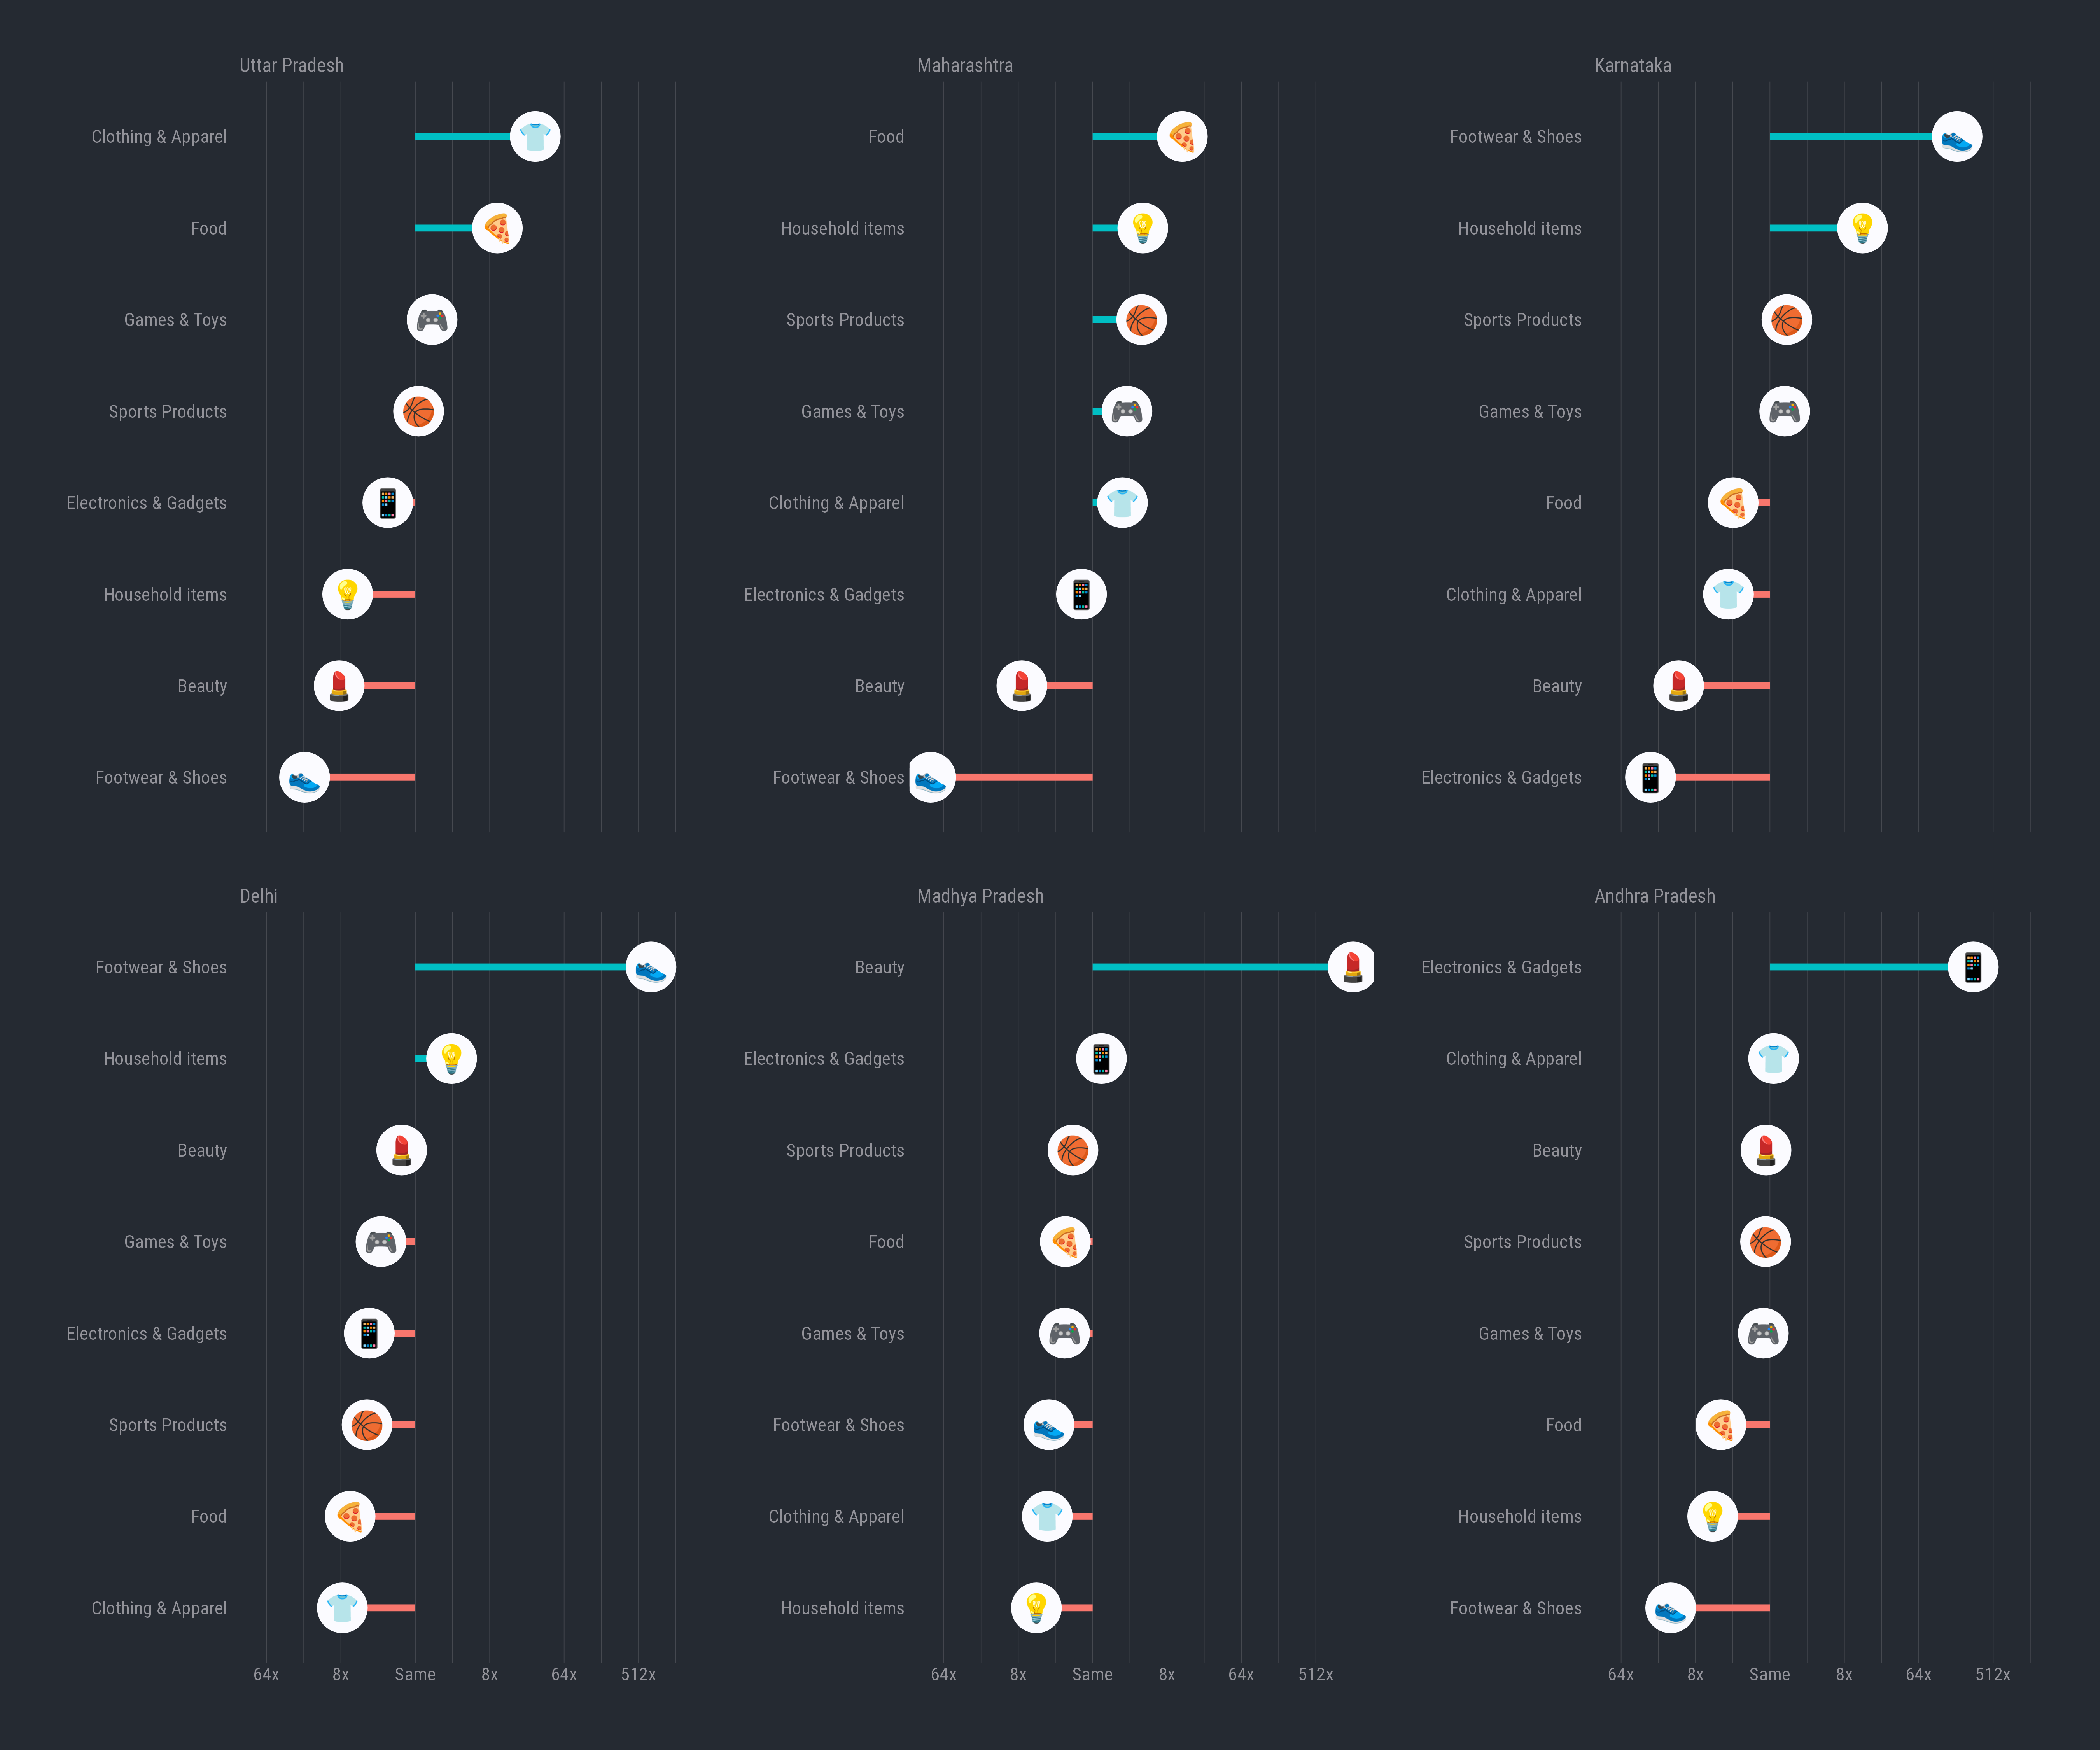 Uttar Pradesh
Clothing & Apparel
Food
Games & Toys
Sports Products
Electronics & Gadgets
Household items
Beauty
Footwear & Shoes
Maharashtra
Food
Household items
Sports Products
Games & Toys
Clothing & Apparel
Electronics & Gadgets
Beauty
Footwear & Shoes
Karnataka
Footwear & Shoes
Household items
Sports Products
Games & Toys
Food
Clothing & Apparel
Beauty
Electronics & Gadgets
Delhi
Footwear & Shoes
Household items
Beauty
Games & Toys
Electronics & Gadgets
Sports Products
Food
Clothing & Apparel
64x 8x Same 8x 64x 512x
Madhya Pradesh
Beauty
Electronics & Gadgets
Sports Products
Food
Games & Toys
Footwear & Shoes
Clothing & Apparel
Household items
64x 8x Same 8x 64x 512x
Andhra Pradesh
Electronics & Gadgets
Clothing & Apparel
Beauty
Sports Products
Games & Toys
Food
Household items
Footwear & Shoes
64x 8x Same 8x 64x 512x